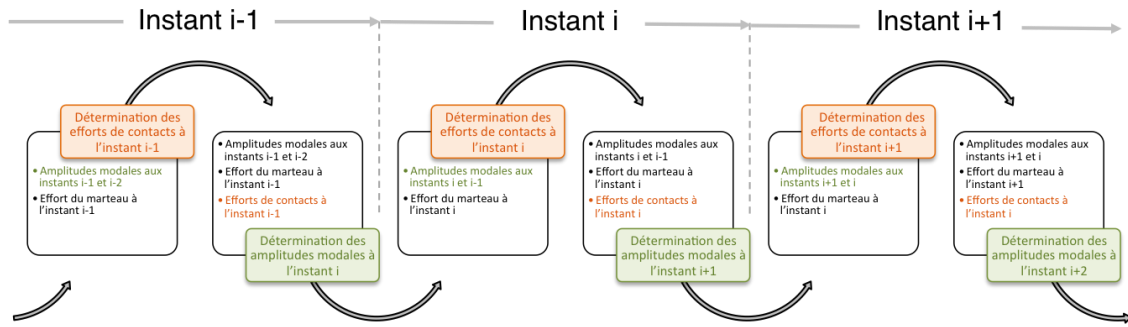 Instant i-1
Instant i
Instant i+1
Détermination des
efforts de contacts à
l'instant i-1
• Amplitudes modales aux
instants i-1 et i-2
• Effort du marteau à
l'instant i-1
• Amplitudes modales aux
instants i-1 et i-2
• Effort du marteau à
l'instant i-1
• Efforts de contacts à
l'instant i-1
Détermination des
amplitudes modales à
l'instant i
Détermination des
efforts de contacts à
l'instant i
• Amplitudes modales aux
instants i et i-1
• Effort du marteau à
l'instant i
• Amplitudes modales aux
instants i et i-1
• Effort du marteau à
l'instant i
• Efforts de contacts à
l'instant i
Détermination des
amplitudes modales à
l'instant i+1
Détermination des
efforts de contacts à
l'instant i+1
• Amplitudes modales aux
instants i+1 et i
• Effort du marteau à
l'instant i
• Amplitudes modales aux
instants i+1 et i
• Effort du marteau à
l'instant i+1
• Efforts de contacts à
l'instant i
Détermination des
amplitudes modales à
l'instant i+2